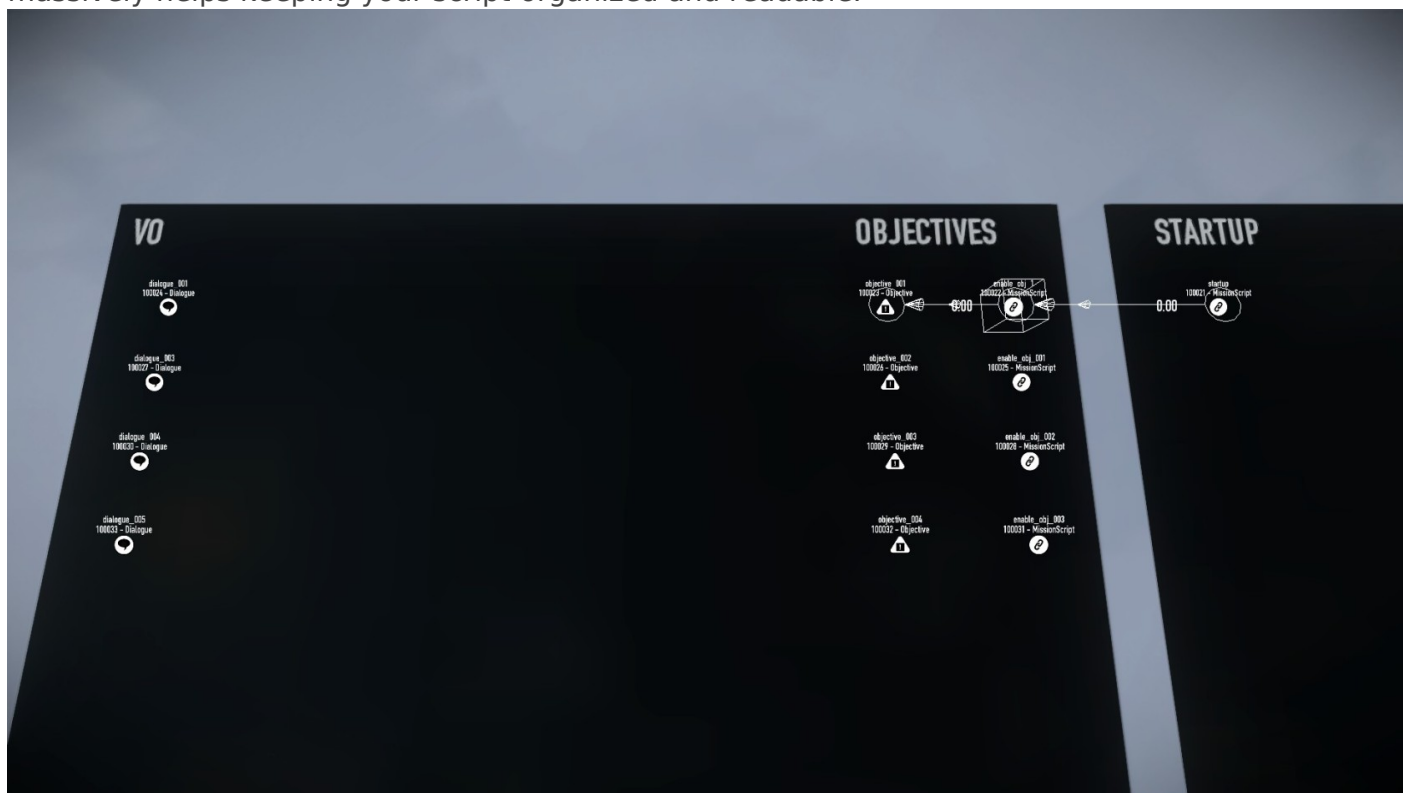 massively helps keeping your script organized and readable.
VO
OBJECTIVES
STARTUP
dialogue_001
100024 - Dialogue
objective_001
100023 - Objective
0.00
enable_obj
100022 - MissionScript
0.00
startup
100021 - MissionScript
dialogue_003
100027 - Dialogue
objective_002
100026 - Objective
enable_obj_001
100025 - MissionScript
dialogue_004
100030 - Dialogue
objective_003
100029 - Objective
enable_obj_002
100028 - MissionScript
dialogue_005
100033 - Dialogue
objective_004
100032 - Objective
enable_obj_003
100031 - MissionScript